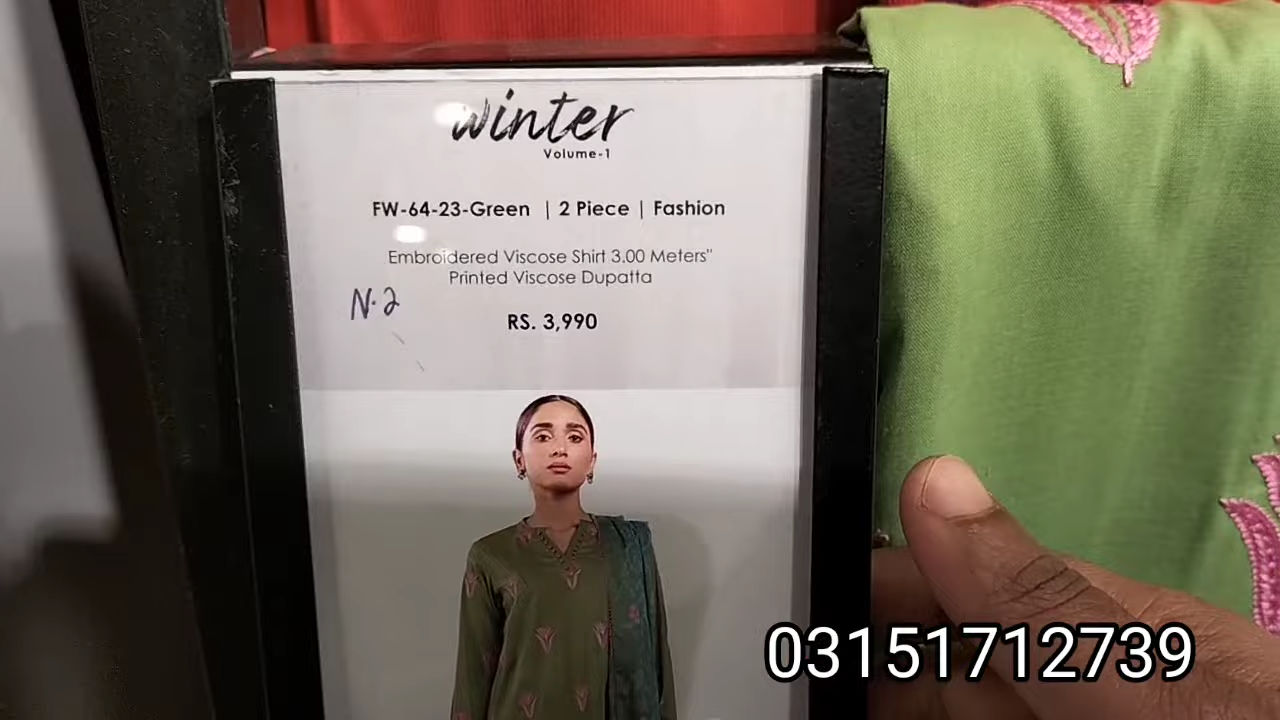 winter
Volume-1
FW-64-23-Green | 2 Piece | Fashion
Embroidered Viscose Shirt 3.00 Meters"
Printed Viscose Dupatta
N.2
RS. 3,990
03151712739